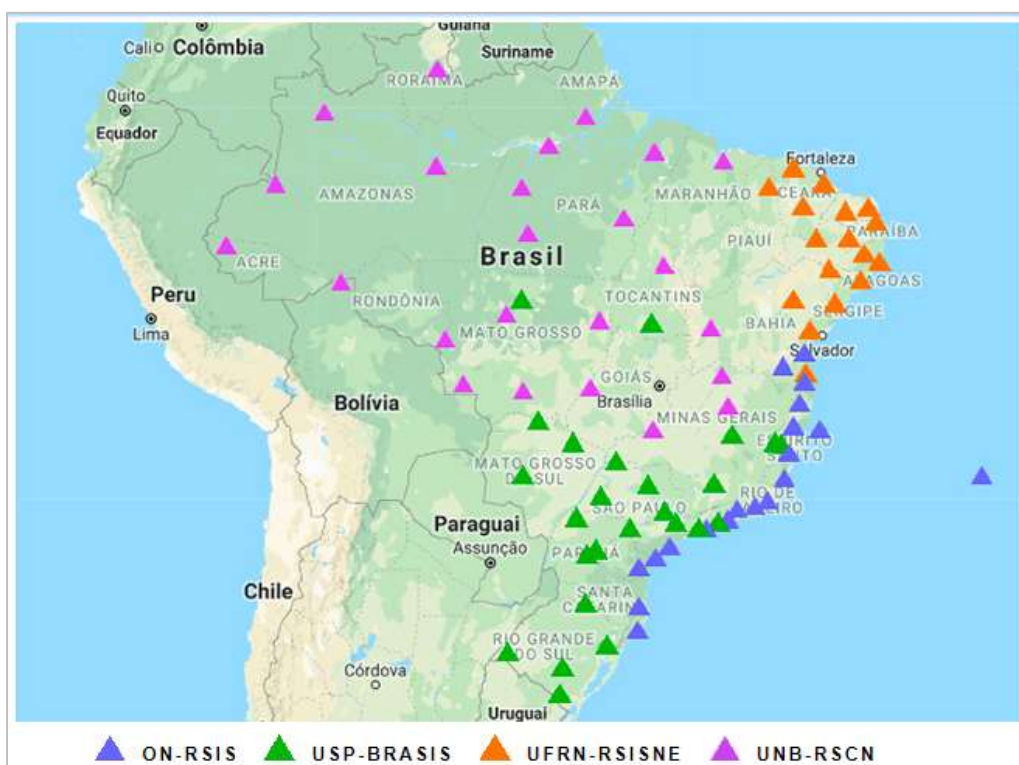 Guiana
Colômbia
Cali
Suriname
RORAIMA
AMAPÁ
Quito
Equador
Fortaleza
AMAZONAS
PARÁ
MARANHÃO
CEARÁ
PIAUÍ
PARAÍBA
Brasil
ACRE
Peru
RONDÔNIA
TOCANTINS
ALAGOAS
SERGIPE
Lima
MATO GROSSO
BAHIA
Salvador
GOIÁS
Brasília
Bolívia
MINAS GERAIS
ESPÍRITO
SANTO
MATO GROSSO
DO SUL
RIO DE
JANEIRO
SÃO PAULO
Paraguai
Assunção
PARANÁ
Chile
SANTA
CATARINA
RIO GRANDE
DO SUL
Córdova
Uruguai
ON-RSIS USP-BRASIS UFRN-RSISNE UNB-RSCN